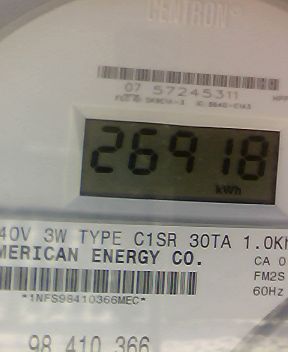 CENTRON®
07 57245311
26918
kWh
40V 3W TYPE C1SR 30TA 1.0Kh
MERICAN ENERGY CO.
CA 0
FM2S
60Hz
*1NFS98410366MEC*
98 410 366